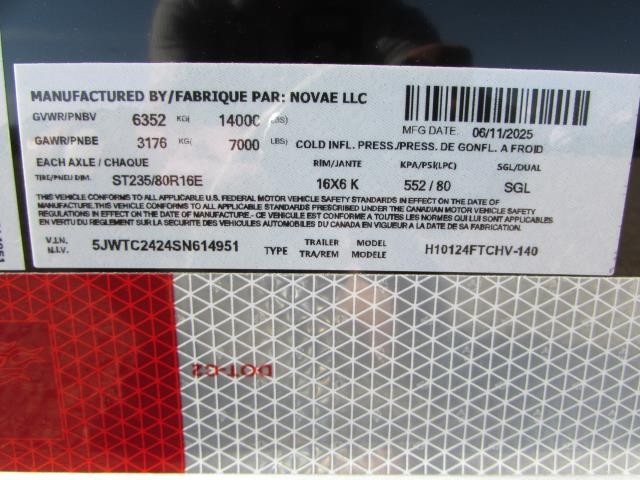 MANUFACTURED BY/FABRIQUE PAR: NOVAE LLC
GVWR/PNBV 6352 KG( 14000 LBS)
MFG DATE. 06/11/2025
GAWR/PNBE 3176 KG( 7000 LBS)
COLD INFL. PRESS/PRESS. DE GONFL. A FROID
EACH AXLE / CHAQUE
RIM/JANTE KPA/PSI(LPC) SGL/DUAL
TIRE/PNEU DIM. ST235/80R16E 16X6 K 552 / 80 SGL
THIS VEHICLE CONFORMS TO ALL APPLICABLE U.S. FEDERAL MOTOR VEHICLE SAFETY STANDARDS IN EFFECT ON THE DATE OF
MANUFACTURE.THIS VEHICLE CONFORMS TO ALL APPLICABLE STANDARDS PRESCRIBED UNDER THE CANADIAN MOTOR VEHICLE SAFETY
REGULATIONS IN EFFECT ON THE DATE OF MANUFACTURE.- CE VEHICULE EST CONFORME A TOUTES LES NORMES QUI LUI SONT APPLICABLES
EN VERTU DU REGLEMENT SUR LA SECURITE DES VEHICULES AUTOMOBILES DU CANADA EN VIGUEUR A LA DATE DE SA FABRICATION.
V.I.N. 5JWTC2424SN614951 TYPE TRAILER MODEL H10124FTCHV-140
N.I.V. TRA/REM MODELE
DOT-C2